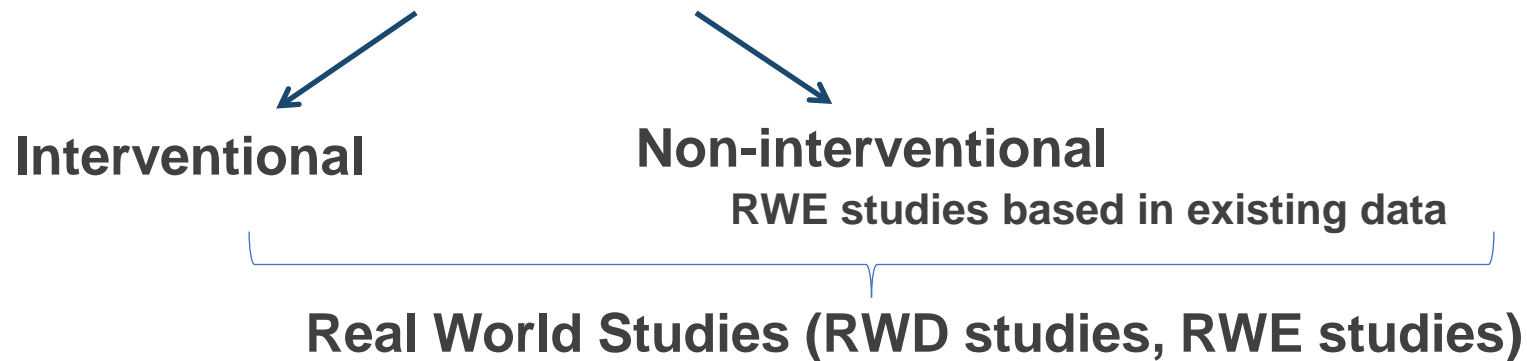 Interventional
Non-interventional
RWE studies based in existing data
Real World Studies (RWD studies, RWE studies)